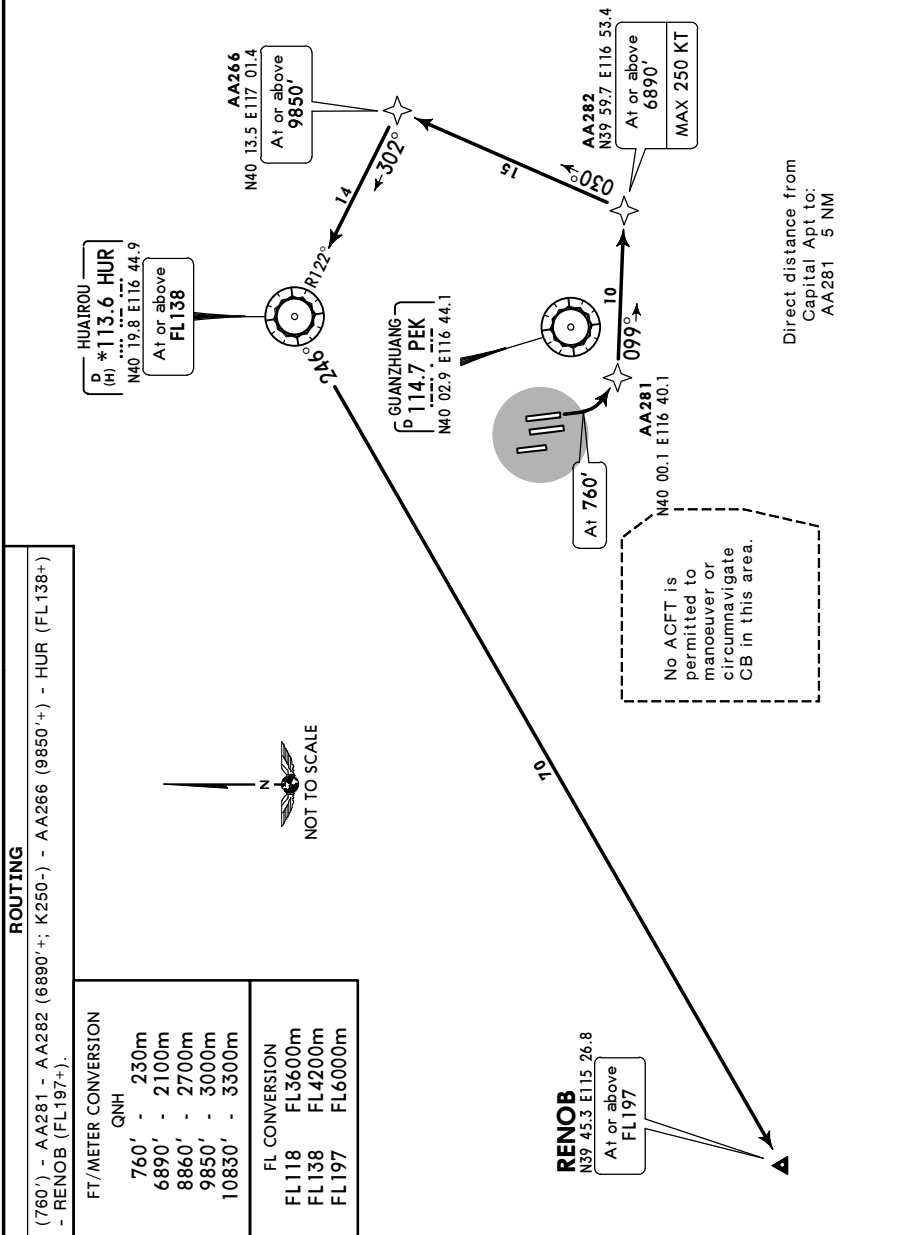 ROUTING
(760') - AA281 - AA282 (6890'+; K250-) - AA266 (9850'+) - HUR (FL138+)
- RENOB (FL197+).
FT/METER CONVERSION
QNH
760' - 230m
6890' - 2100m
8860' - 2700m
9850' - 3000m
10830' - 3300m
FL CONVERSION
FL118 FL3600m
FL138 FL4200m
FL197 FL6000m
N
NOT TO SCALE
HUAIROU
D
(H) *113.6 HUR
N40 19.8 E116 44.9
At or above
FL138
AA266
N40 13.5 E117 01.4
At or above
9850'
14
302°
R122°
246°
GUANZHUANG
D 114.7 PEK
N40 02.9 E116 44.1
15
030°
AA282
N39 59.7 E116 53.4
At or above
6890'
MAX 250 KT
10
099°
At 760'
AA281
N40 00.1 E116 40.1
No ACFT is
permitted to
manoeuver or
circumnavigate
CB in this area.
70
RENOB
N39 45.3 E115 26.8
At or above
FL197
Direct distance from
Capital Apt to:
AA281 5 NM